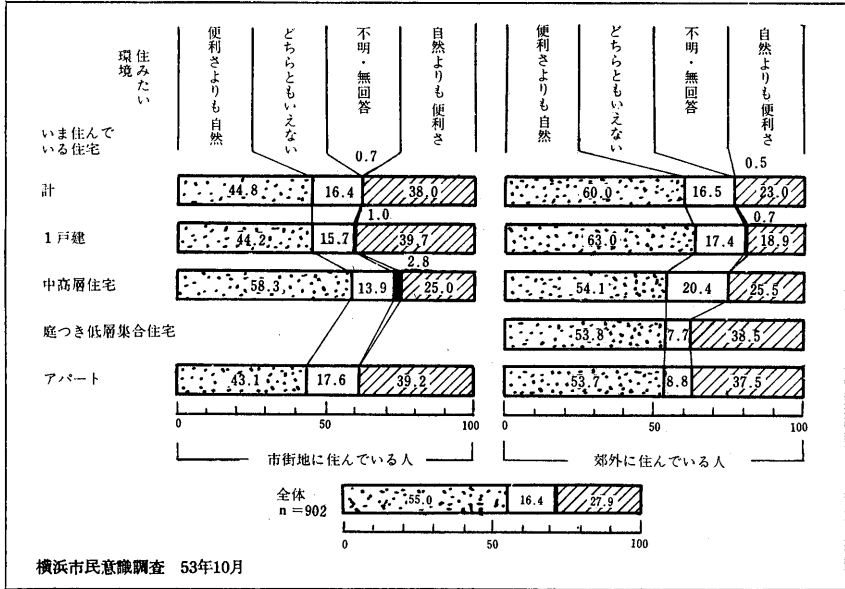 住みたい環境
便利さよりも自然
どちらともいえない
不明・無回答
自然よりも便利さ
便利さよりも自然
どちらともいえない
不明・無回答
自然よりも便利さ
いま住んでいる住宅
0.7
0.5
計
44.8 16.4 38.0
60.0 16.5 23.0
1.0
0.7
1戸建
44.2 15.7 39.7
63.0 17.4 18.9
2.8
中高層住宅
58.3 13.9 25.0
54.1 20.4 25.5
庭つき低層集合住宅
53.8 7.7 38.5
アパート
43.1 17.6 39.2
53.7 8.8 37.5
0 50 100
0 50 100
市街地に住んでいる人
郊外に住んでいる人
全体
n=902
55.0 16.4 27.9
0 50 100
横浜市民意識調査 53年10月